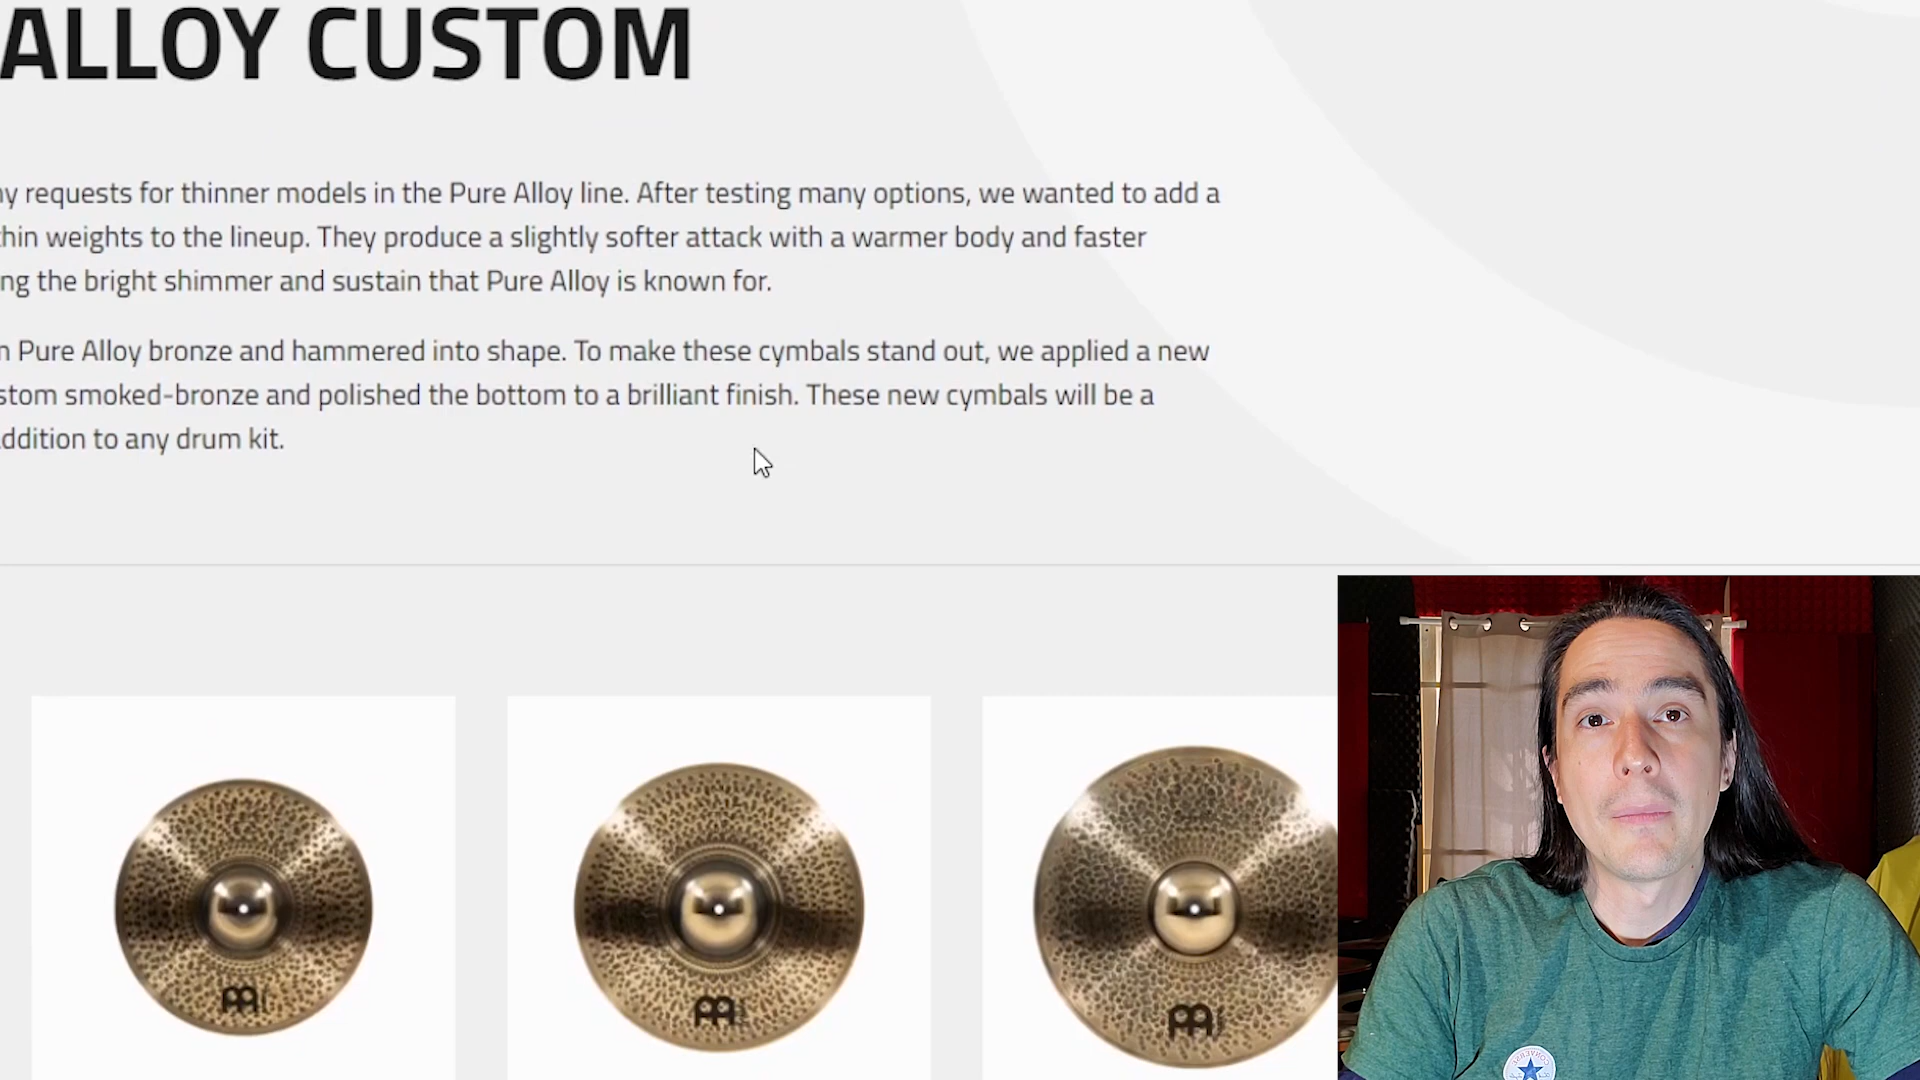 ALLOY CUSTOM
ny requests for thinner models in the Pure Alloy line. After testing many options, we wanted to add a
thin weights to the lineup. They produce a slightly softer attack with a warmer body and faster
ng the bright shimmer and sustain that Pure Alloy is known for.
n Pure Alloy bronze and hammered into shape. To make these cymbals stand out, we applied a new
stom smoked-bronze and polished the bottom to a brilliant finish. These new cymbals will be a
ddition to any drum kit.
CONVERSE